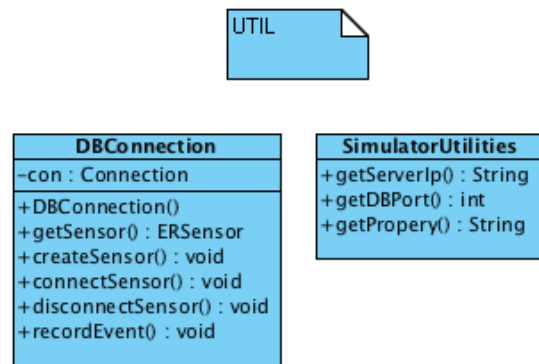 UTIL
DBConnection
-con : Connection
+DBConnection()
+getSensor() : ERSensor
+createSensor() : void
+connectSensor() : void
+disconnectSensor() : void
+recordEvent() : void
SimulatorUtilities
+getServerIp() : String
+getDBPort() : int
+getPropery() : String